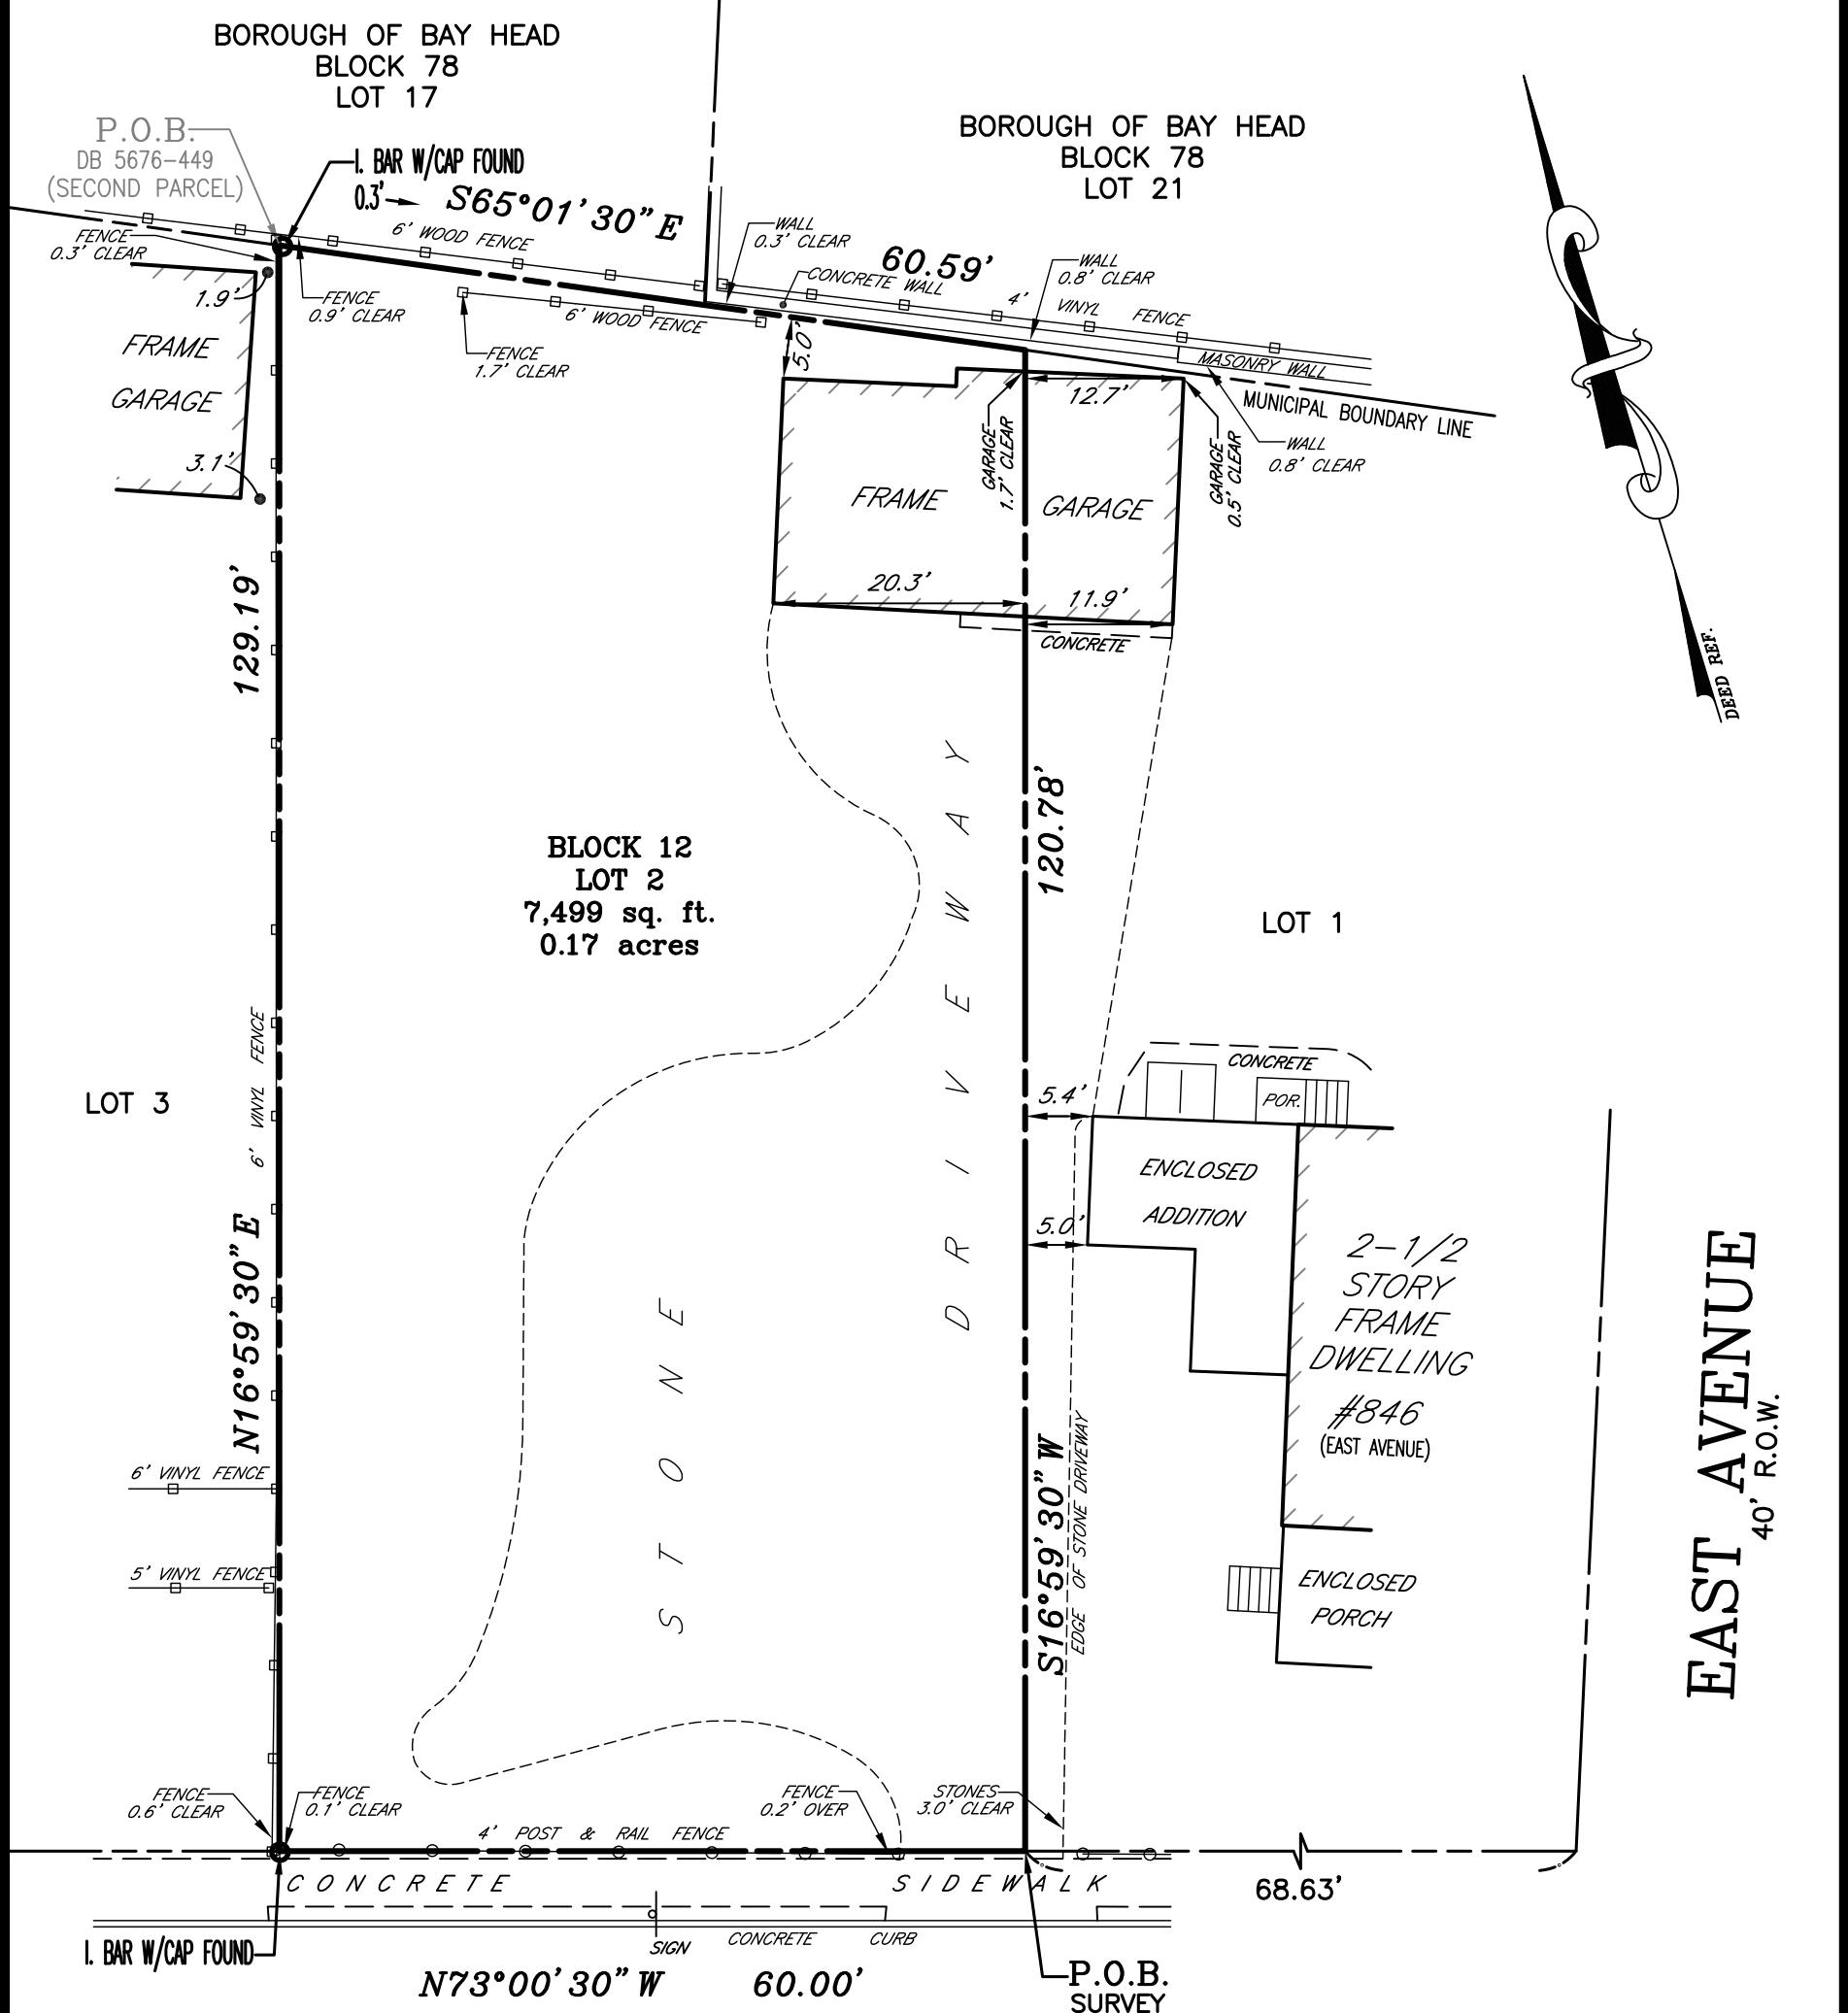 BOROUGH OF BAY HEAD
BLOCK 78
LOT 17
P.O.B.
DB 5676-449
(SECOND PARCEL)
I. BAR W/CAP FOUND
0.3'
S65°01'30"E
60.59'
BOROUGH OF BAY HEAD
BLOCK 78
LOT 21
FENCE
0.3' CLEAR
6' WOOD FENCE
WALL
0.3' CLEAR
CONCRETE WALL
WALL
0.8' CLEAR
4' VINYL FENCE
1.9'
FENCE
0.9' CLEAR
6' WOOD FENCE
FENCE
1.7' CLEAR
5.0'
MASONRY WALL
MUNICIPAL BOUNDARY LINE
WALL
0.8' CLEAR
FRAME
GARAGE
3.1'
12.7'
GARAGE
1.7' CLEAR
GARAGE
0.5' CLEAR
FRAME GARAGE
20.3'
11.9'
CONCRETE
DEED REF.
129.19'
120.78'
BLOCK 12
LOT 2
7,499 sq. ft.
0.17 acres
LOT 1
LOT 3
6' VINYL FENCE
N16°59'30"E
STONE DRIVEWAY
CONCRETE
POR.
5.4'
ENCLOSED
ADDITION
5.0'
2-1/2
STORY
FRAME
DWELLING
#846
(EAST AVENUE)
EAST AVENUE
40' R.O.W.
S16°59'30"W
EDGE OF STONE DRIVEWAY
6' VINYL FENCE
5' VINYL FENCE
ENCLOSED
PORCH
FENCE
0.6' CLEAR
FENCE
0.1' CLEAR
FENCE
0.2' OVER
STONES
3.0' CLEAR
4' POST & RAIL FENCE
CONCRETE SIDEWALK
68.63'
I. BAR W/CAP FOUND
SIGN
CONCRETE CURB
N73°00'30"W 60.00'
P.O.B.
SURVEY